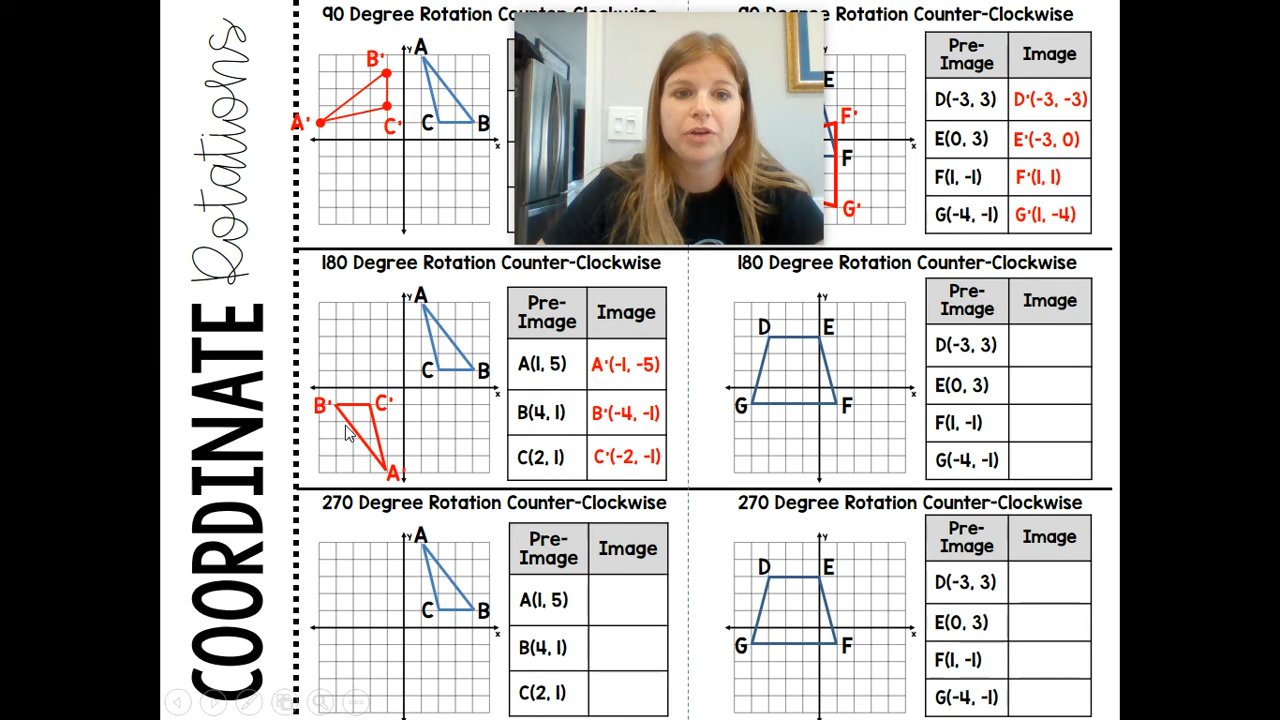 COORDINATE Rotations
90 Degree Rotation Counter-Clockwise
y
A
B'
A'
C'
C
B
x
90 Degree Rotation Counter-Clockwise
E
F'
F
G'
x
Pre-Image
Image
D(-3, 3)
D'(-3, -3)
E(0, 3)
E'(-3, 0)
F(1, -1)
F'(1, 1)
G(-4, -1)
G'(1, -4)
180 Degree Rotation Counter-Clockwise
y
A
C
B
x
B'
C'
A'
Pre-Image
Image
A(1, 5)
A'(-1, -5)
B(4, 1)
B'(-4, -1)
C(2, 1)
C'(-2, -1)
180 Degree Rotation Counter-Clockwise
y
D
E
x
G
F
Pre-Image
Image
D(-3, 3)
E(0, 3)
F(1, -1)
G(-4, -1)
270 Degree Rotation Counter-Clockwise
y
A
C
B
x
Pre-Image
Image
A(1, 5)
B(4, 1)
C(2, 1)
270 Degree Rotation Counter-Clockwise
y
D
E
x
G
F
Pre-Image
Image
D(-3, 3)
E(0, 3)
F(1, -1)
G(-4, -1)